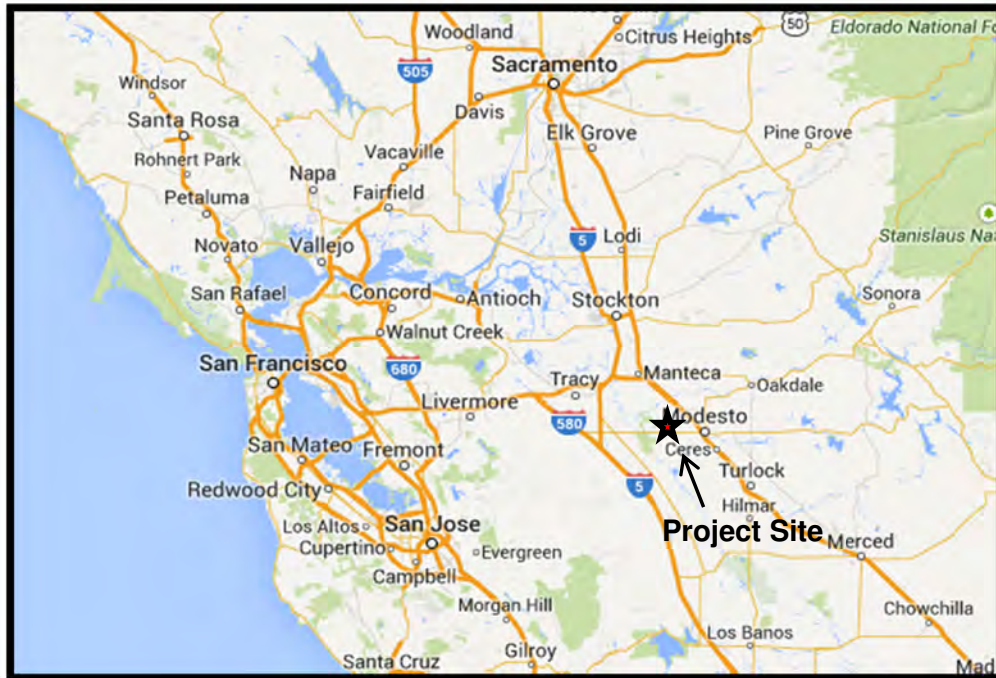 50
Eldorado National Fo
Woodland
Citrus Heights
505
Sacramento
Windsor
Davis
Santa Rosa
Elk Grove
Pine Grove
Rohnert Park
Vacaville
Napa
Petaluma
Fairfield
Novato
Vallejo
5
Lodi
Stanislaus Nat
San Rafael
Concord
Antioch
Stockton
Sonora
Walnut Creek
San Francisco
680
Tracy
Manteca
Oakdale
Livermore
580
Modesto
San Mateo
Fremont
Ceres
Turlock
Redwood City
5
Hilmar
Los Altos
San Jose
Project Site
Cupertino
Evergreen
Merced
Campbell
Morgan Hill
Chowchilla
Los Banos
Gilroy
Santa Cruz
Mad